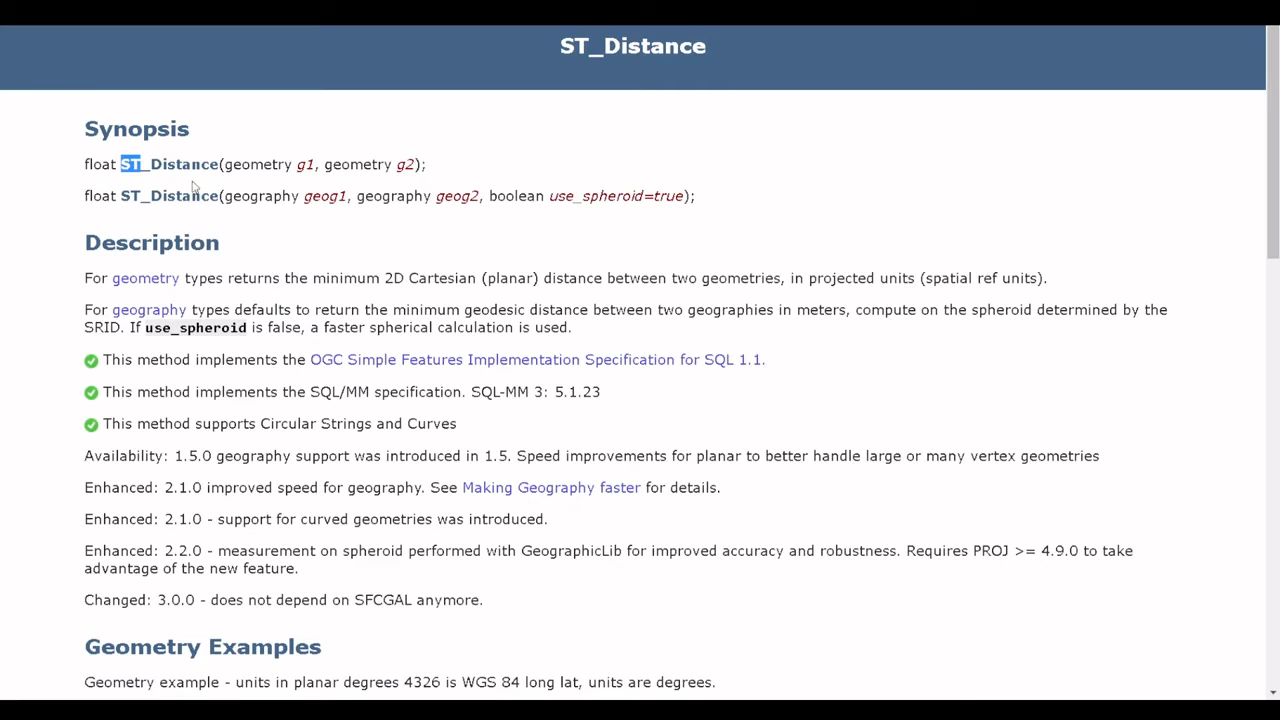 ST_Distance
Synopsis
float ST_Distance(geometry g1, geometry g2);
float ST_Distance(geography geog1, geography geog2, boolean use_spheroid=true);
Description
For geometry types returns the minimum 2D Cartesian (planar) distance between two geometries, in projected units (spatial ref units).
For geography types defaults to return the minimum geodesic distance between two geographies in meters, compute on the spheroid determined by the
SRID. If use_spheroid is false, a faster spherical calculation is used.
This method implements the OGC Simple Features Implementation Specification for SQL 1.1.
This method implements the SQL/MM specification. SQL-MM 3: 5.1.23
This method supports Circular Strings and Curves
Availability: 1.5.0 geography support was introduced in 1.5. Speed improvements for planar to better handle large or many vertex geometries
Enhanced: 2.1.0 improved speed for geography. See Making Geography faster for details.
Enhanced: 2.1.0 - support for curved geometries was introduced.
Enhanced: 2.2.0 - measurement on spheroid performed with GeographicLib for improved accuracy and robustness. Requires PROJ >= 4.9.0 to take
advantage of the new feature.
Changed: 3.0.0 - does not depend on SFCGAL anymore.
Geometry Examples
Geometry example - units in planar degrees 4326 is WGS 84 long lat, units are degrees.